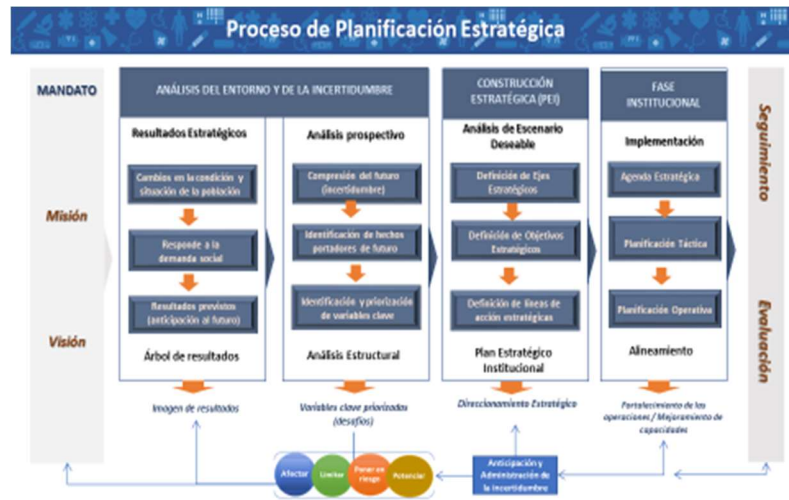 Proceso de Planificación Estratégica
MANDATO
Misión
Visión
ANÁLISIS DEL ENTORNO Y DE LA INCERTIDUMBRE
Resultados Estratégicos
Cambios en la condición y
situación de la población
Responde a la
demanda social
Resultados previstos
(anticipación al futuro)
Árbol de resultados
Imagen de resultados
Análisis prospectivo
Compresión del futuro
(incertidumbre)
Identificación de hechos
portadores de futuro
Identificación y priorización
de variables clave
Análisis Estructural
Variables clave priorizadas
(desafíos)
CONSTRUCCIÓN
ESTRATÉGICA (PEI)
Análisis de Escenario
Deseable
Definición de Ejes
Estratégicos
Definición de Objetivos
Estratégicos
Definición de líneas de
acción estratégicas
Plan Estratégico
Institucional
Direccionamiento Estratégico
FASE
INSTITUCIONAL
Implementación
Agenda Estratégica
Planificación Táctica
Planificación Operativa
Alineamiento
Fortalecimiento de las
operaciones / Mejoramiento de
capacidades
Seguimiento
Evaluación
Afectar
Limitar
Poner en
riesgo
Potenciar
Anticipación y
Administración de
la incertidumbre